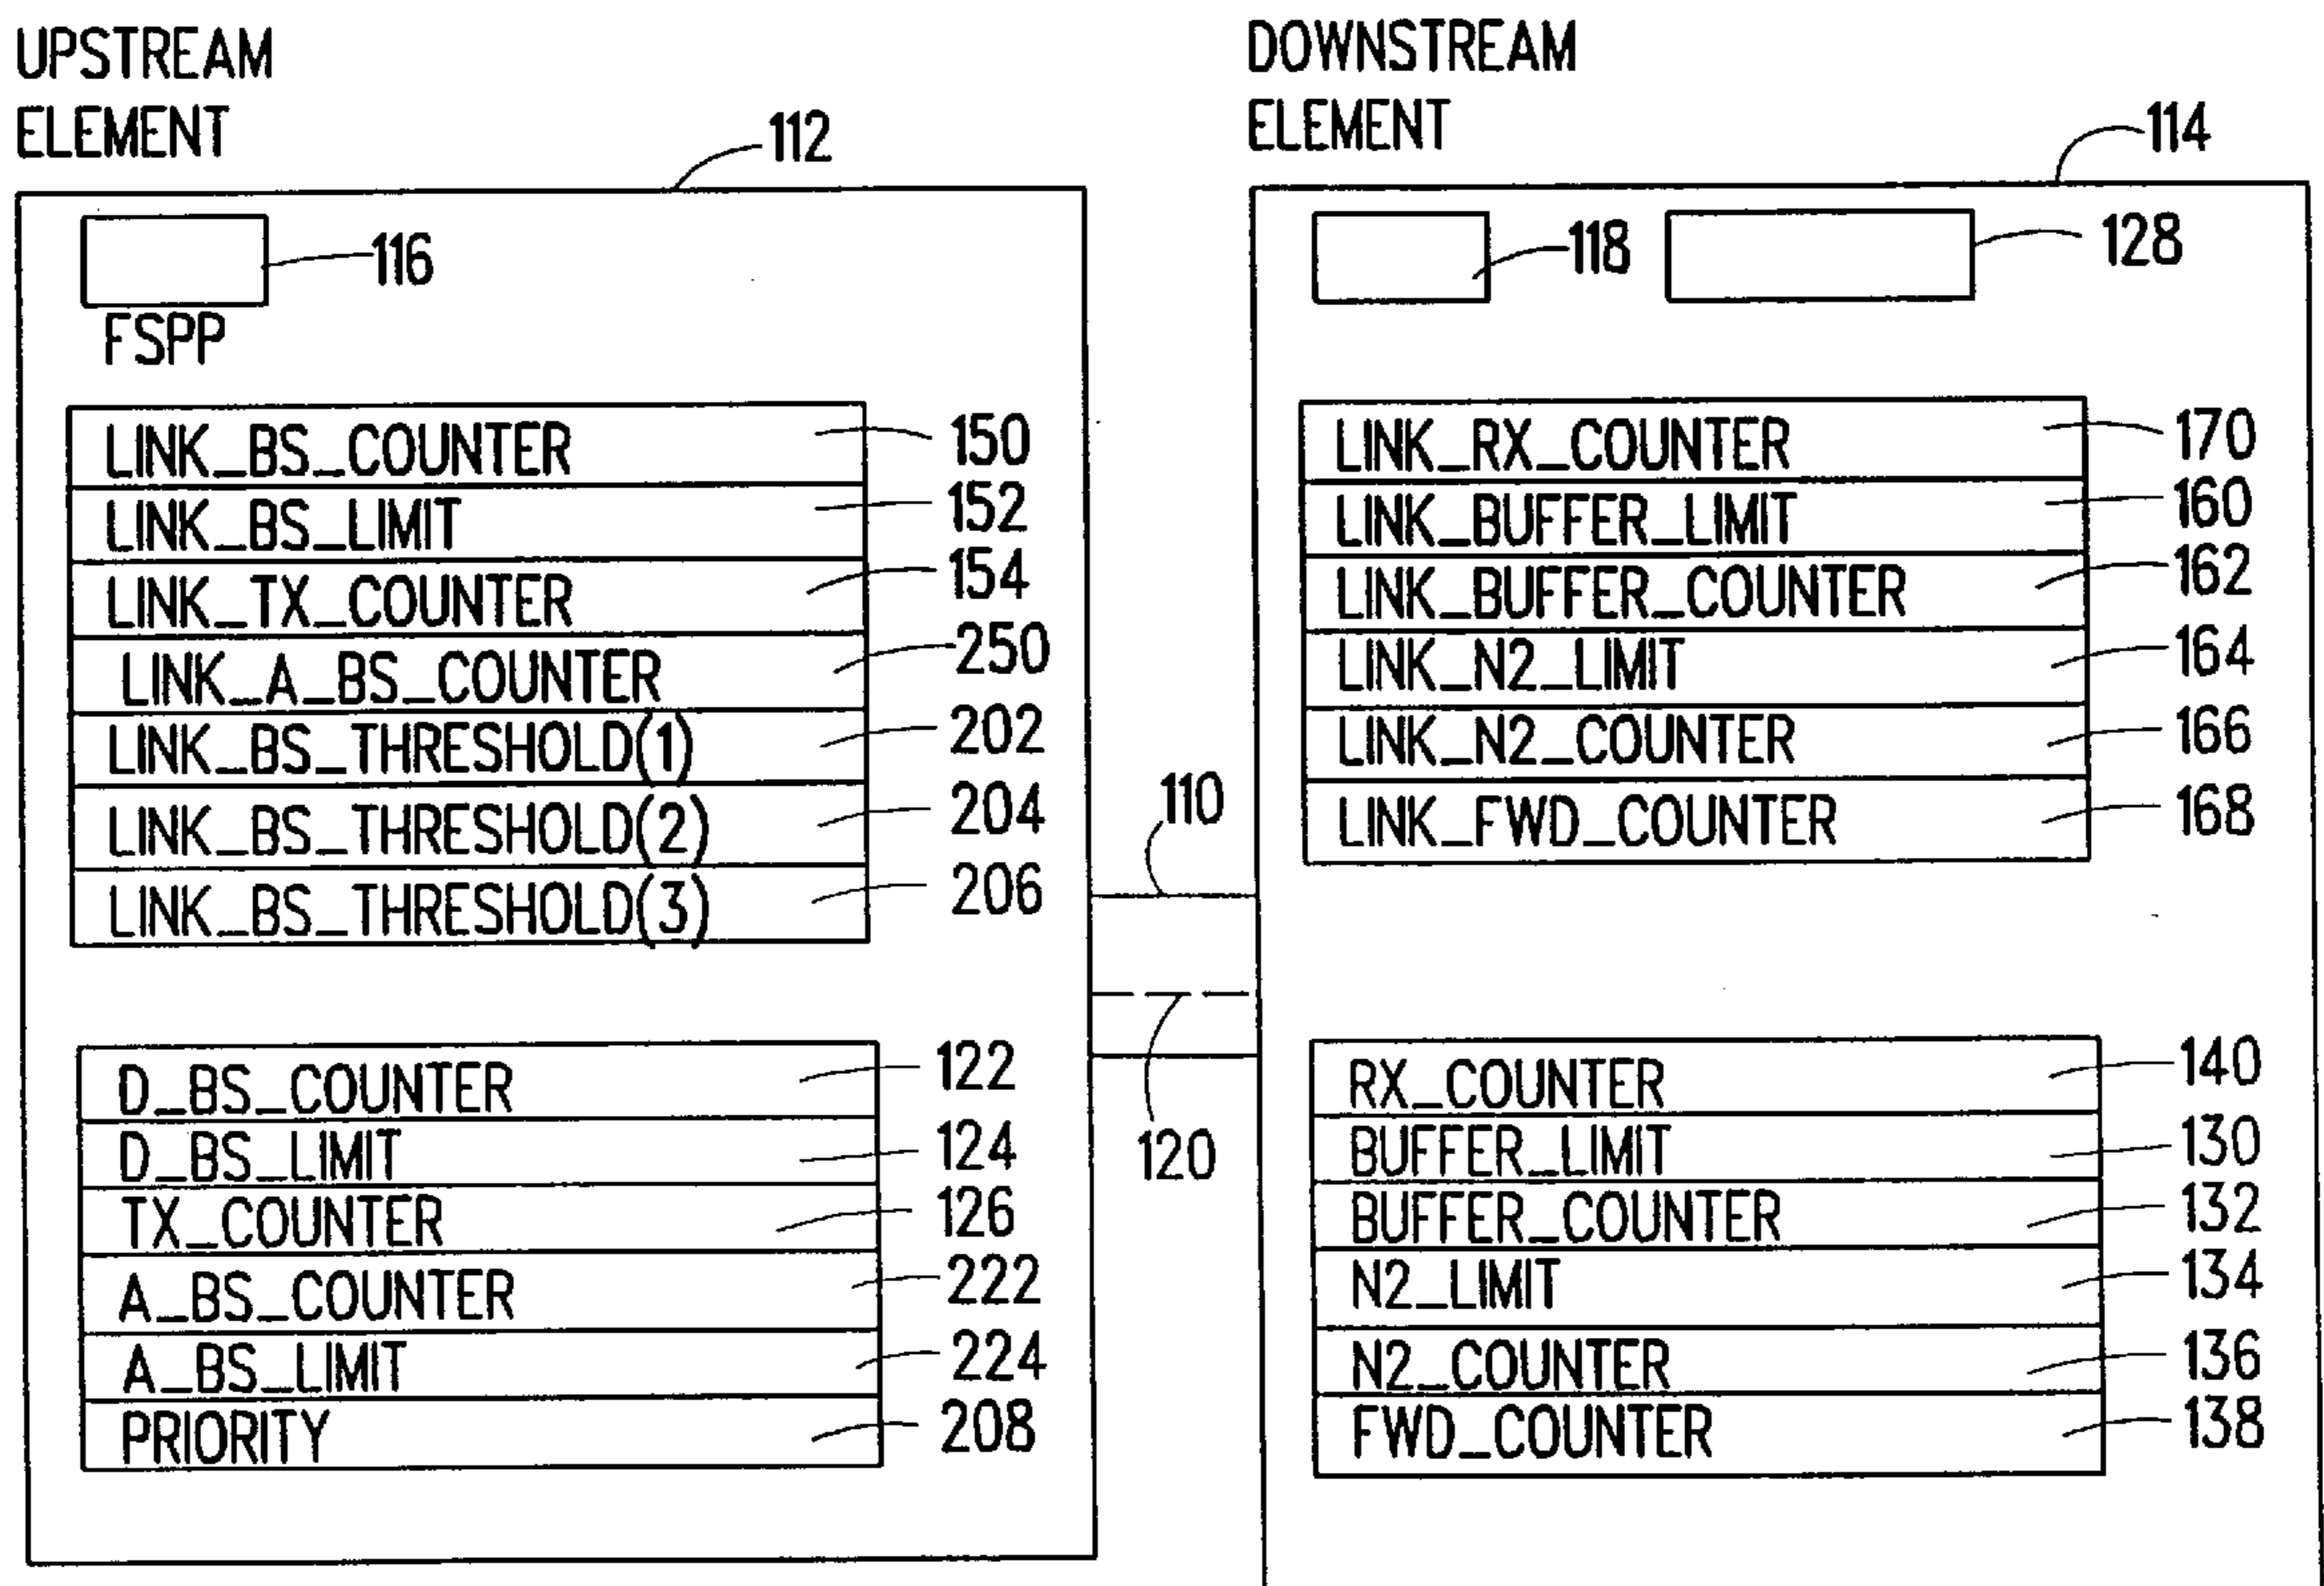 UPSTREAM
ELEMENT
112
116
FSPP
LINK_BS_COUNTER 150
LINK_BS_LIMIT 152
LINK_TX_COUNTER 154
LINK_A_BS_COUNTER 250
LINK_BS_THRESHOLD(1) 202
LINK_BS_THRESHOLD(2) 204
LINK_BS_THRESHOLD(3) 206
D_BS_COUNTER 122
D_BS_LIMIT 124
TX_COUNTER 126
A_BS_COUNTER 222
A_BS_LIMIT 224
PRIORITY 208
110
120
DOWNSTREAM
ELEMENT
114
118
128
LINK_RX_COUNTER 170
LINK_BUFFER_LIMIT 160
LINK_BUFFER_COUNTER 162
LINK_N2_LIMIT 164
LINK_N2_COUNTER 166
LINK_FWD_COUNTER 168
RX_COUNTER 140
BUFFER_LIMIT 130
BUFFER_COUNTER 132
N2_LIMIT 134
N2_COUNTER 136
FWD_COUNTER 138